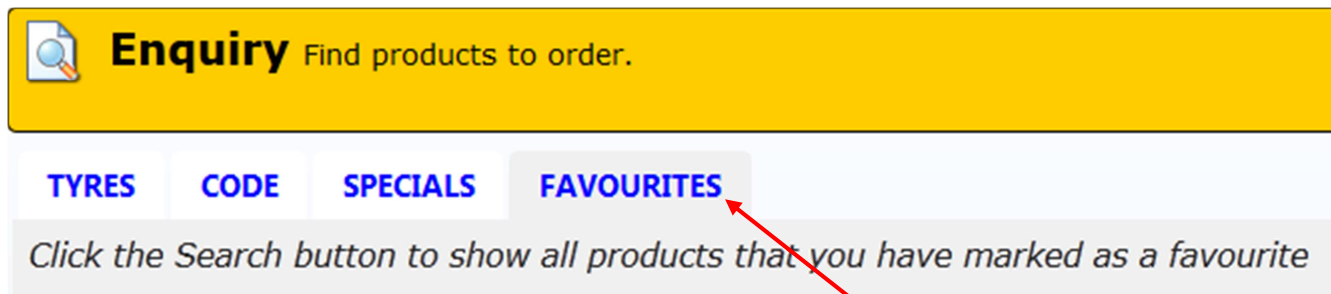 Enquiry Find products to order.
TYRES CODE SPECIALS FAVOURITES
Click the Search button to show all products that you have marked as a favourite